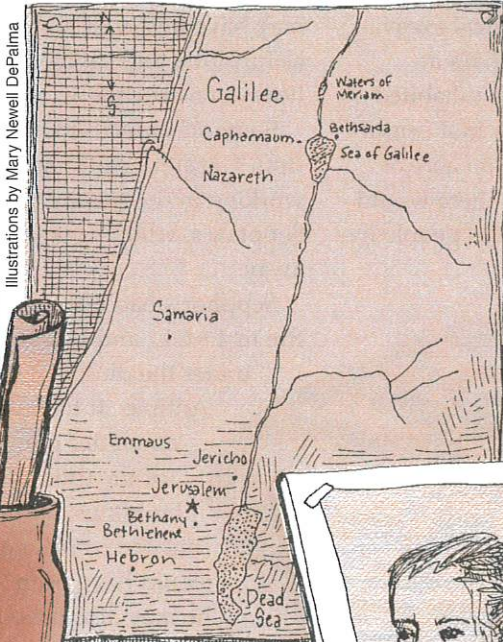 Illustrations by Mary Newell DePalma
N
S
Galilee
Waters of
Meriam
Capharnaum
Bethsaida
Sea of Galilee
Nazareth
Samaria
Emmaus
Jericho
Jerusalem
Bethany
Bethlehem
Hebron
Dead
Sea